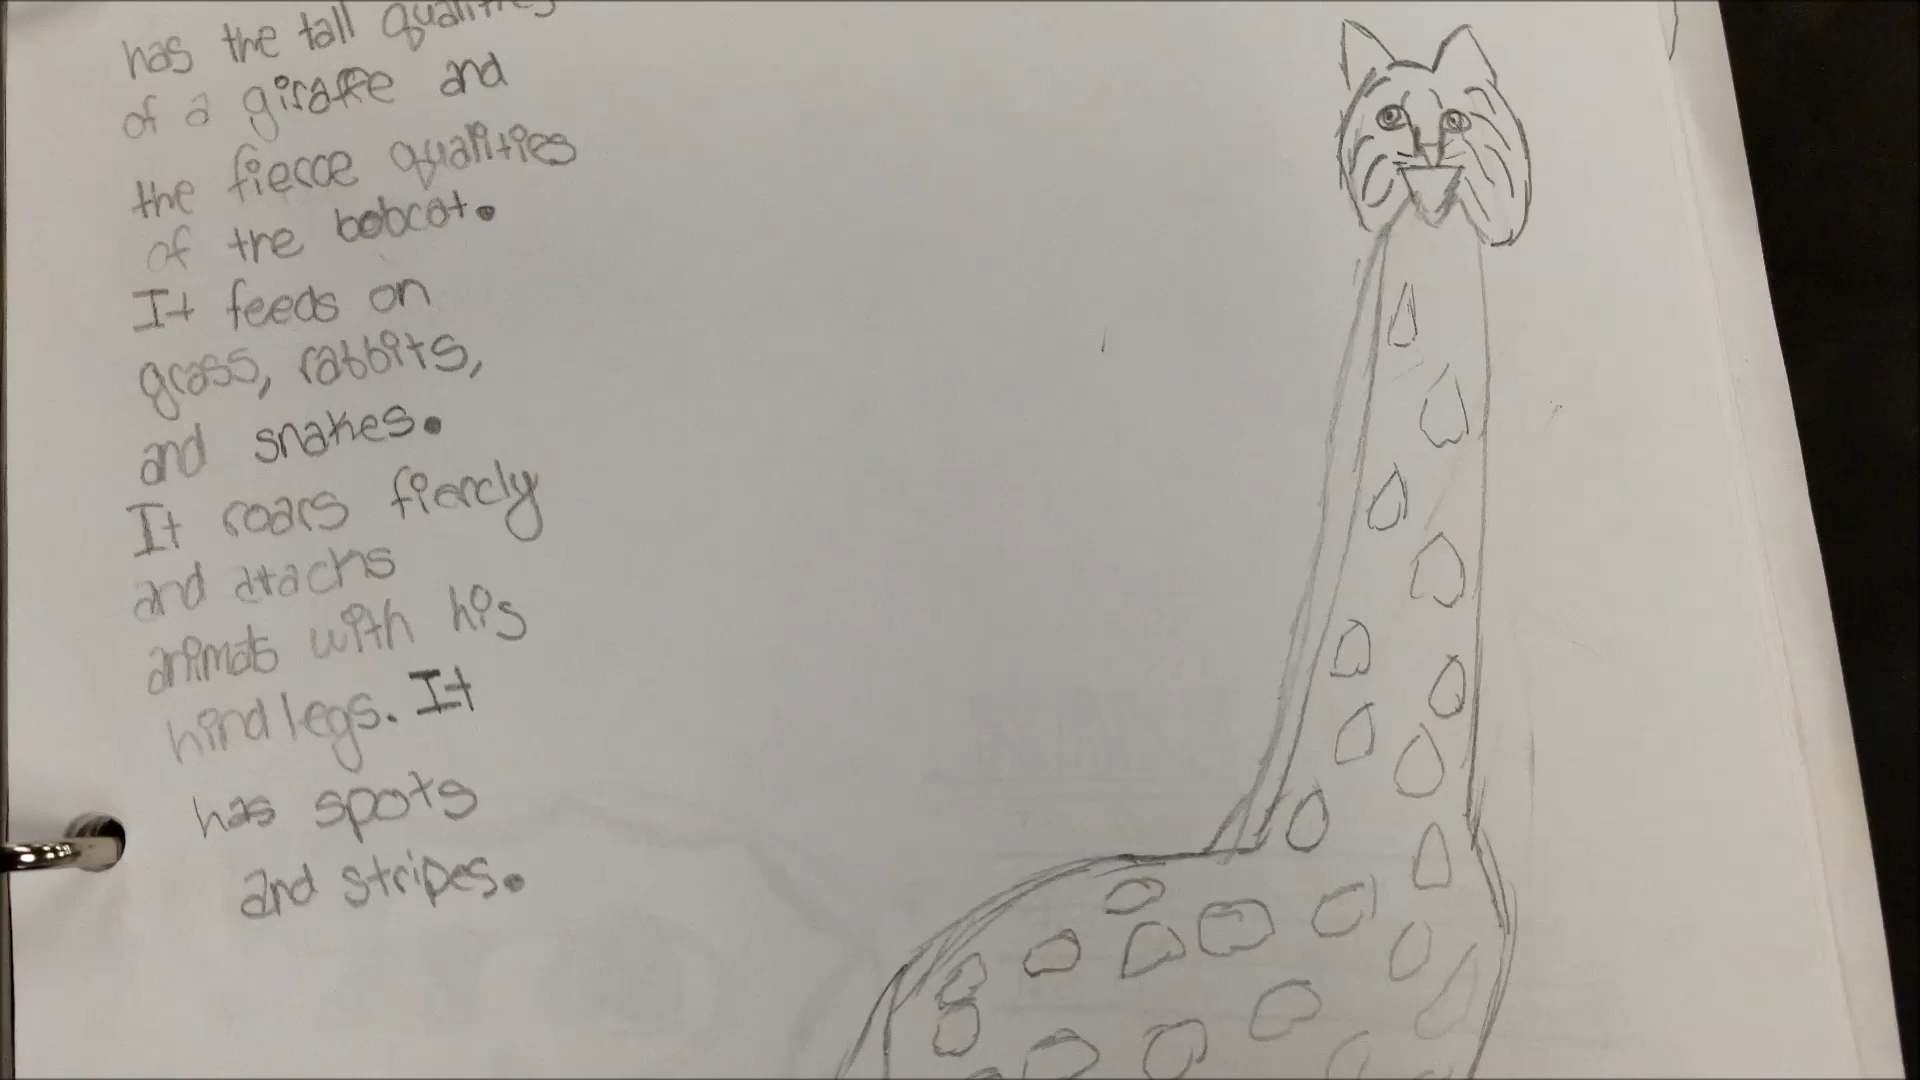 has the tall qualities
of a giraffe and
the fierce qualities
of the bobcat.
It feeds on
grass, rabbits,
and snakes.
It roars fiercly
and attacks
animals with his
hind legs. It
has spots
and stripes.